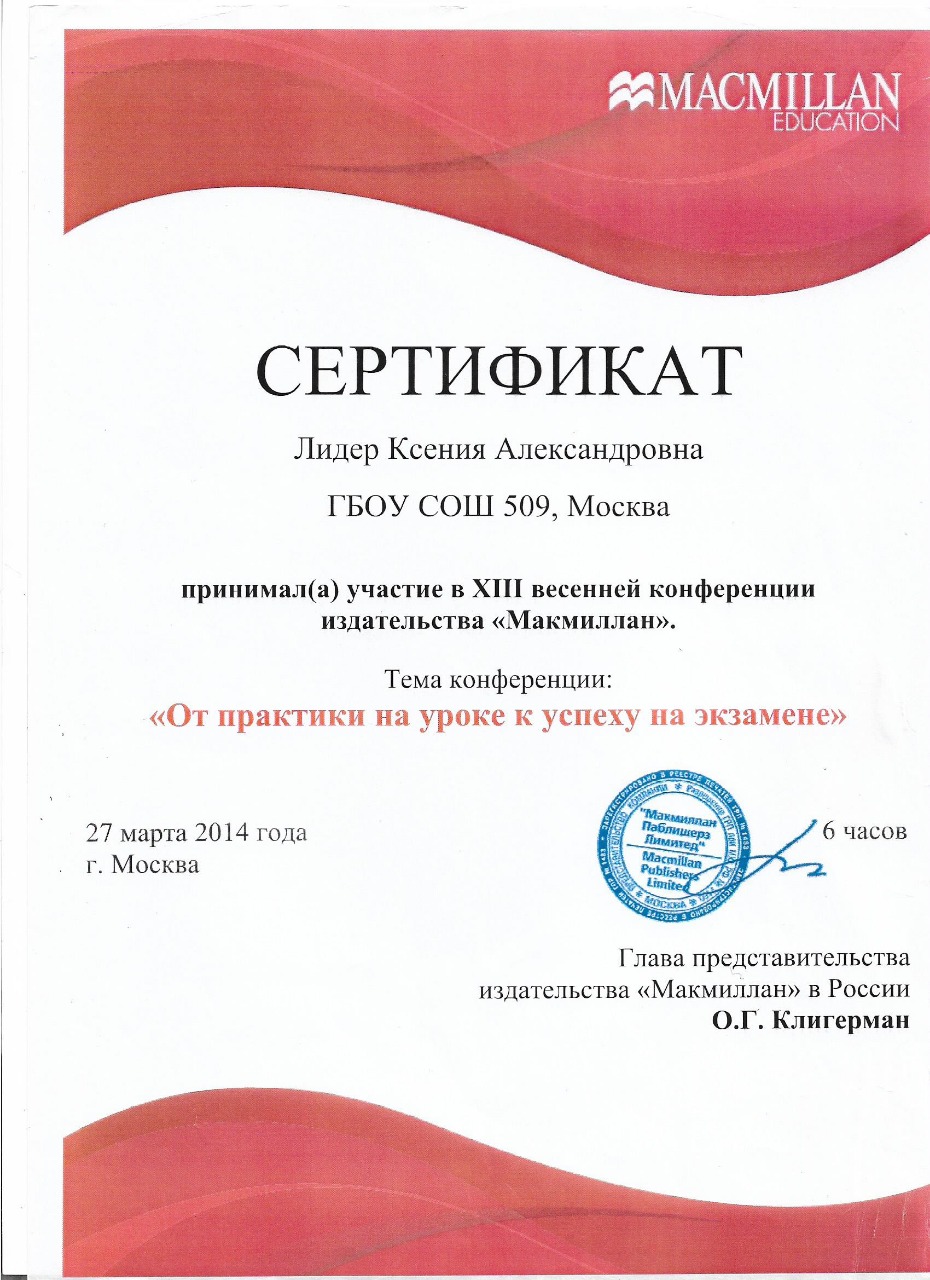 MACMILLAN
EDUCATION
СЕРТИФИКАТ
Лидер Ксения Александровна
ГБОУ СОШ 509, Москва
принимал(а) участие в XIII весенней конференции
издательства «Макмиллан».
Тема конференции:
«От практики на уроке к успеху на экзамене»
27 марта 2014 года
г. Москва
"Макмиллан
Паблишерз
Лимитед"
Macmillan
Publishers
Limited
МОСКВА
ПРЕДСТАВИТЕЛЬСТВО КОМПАНИИ
6 часов
Глава представительства
издательства «Макмиллан» в России
О.Г. Клигерман